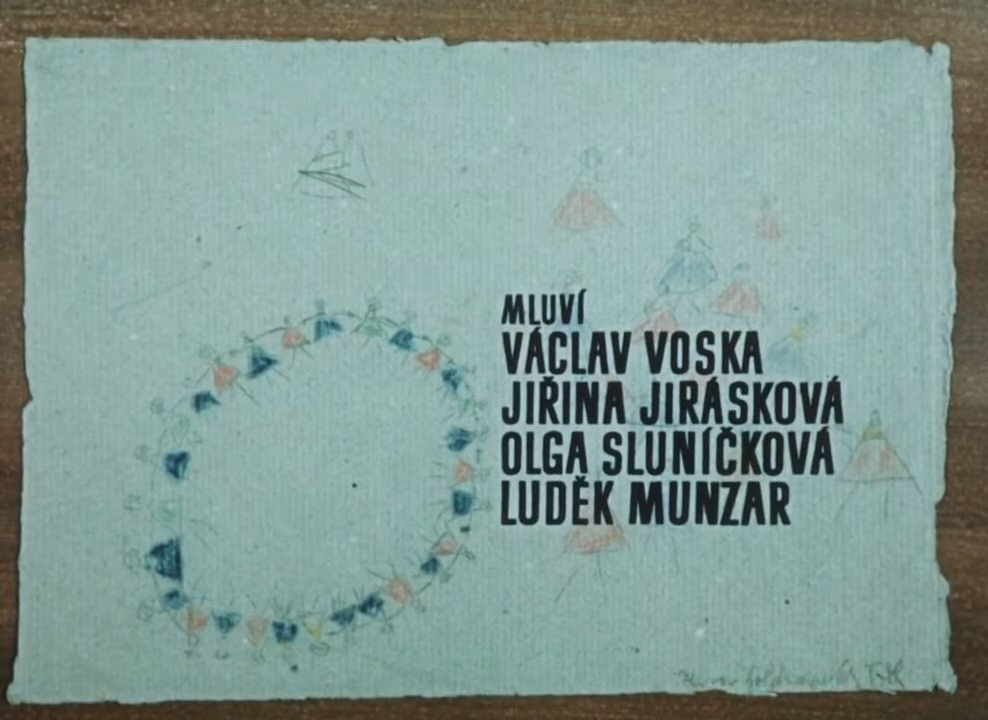 MLUVÍ
VÁCLAV VOSKA
JIŘINA JIRÁSKOVÁ
OLGA SLUNÍČKOVÁ
LUDĚK MUNZAR